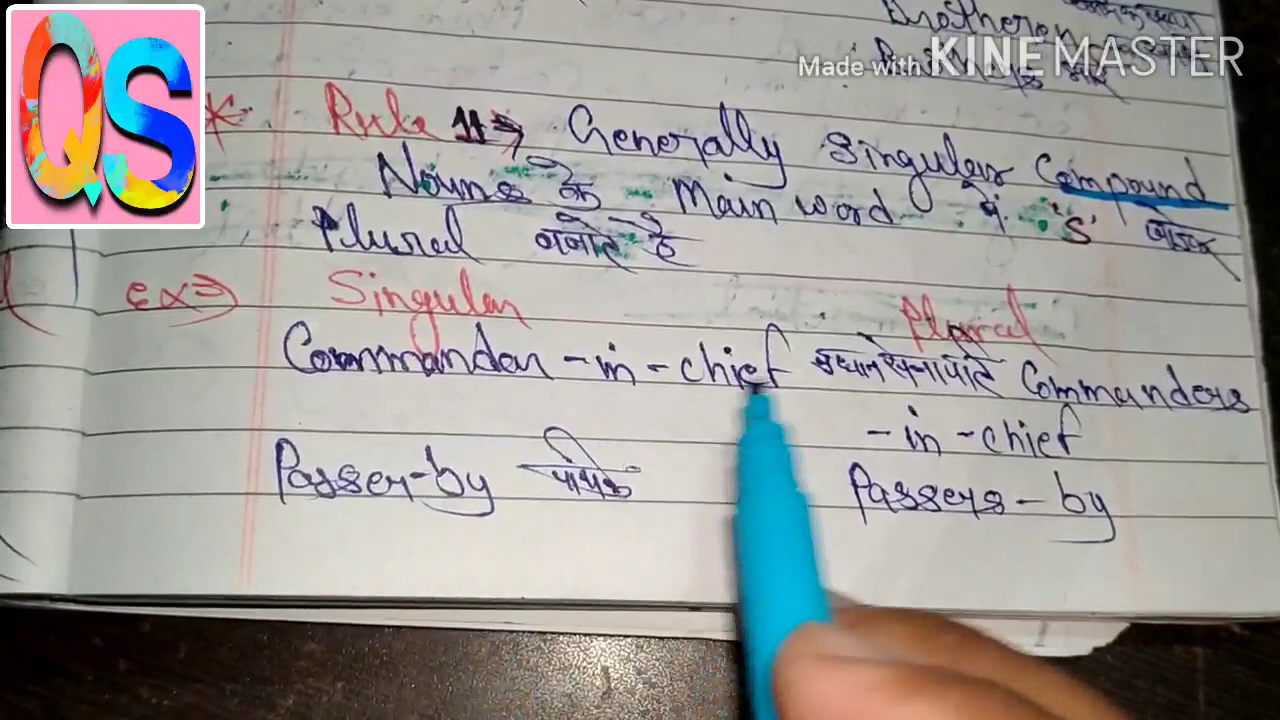 QS
Made with KINEMASTER
Brotheren
* Rule 11⇒ Generally Singular Compound
Nouns के Main word में 'S' जोड़कर
Plural बनाते है
ex⇒ Singular Plural
Commander-in-chief प्रधान सेनापति Commanders
-in-chief
Passer-by पथिक Passers-by